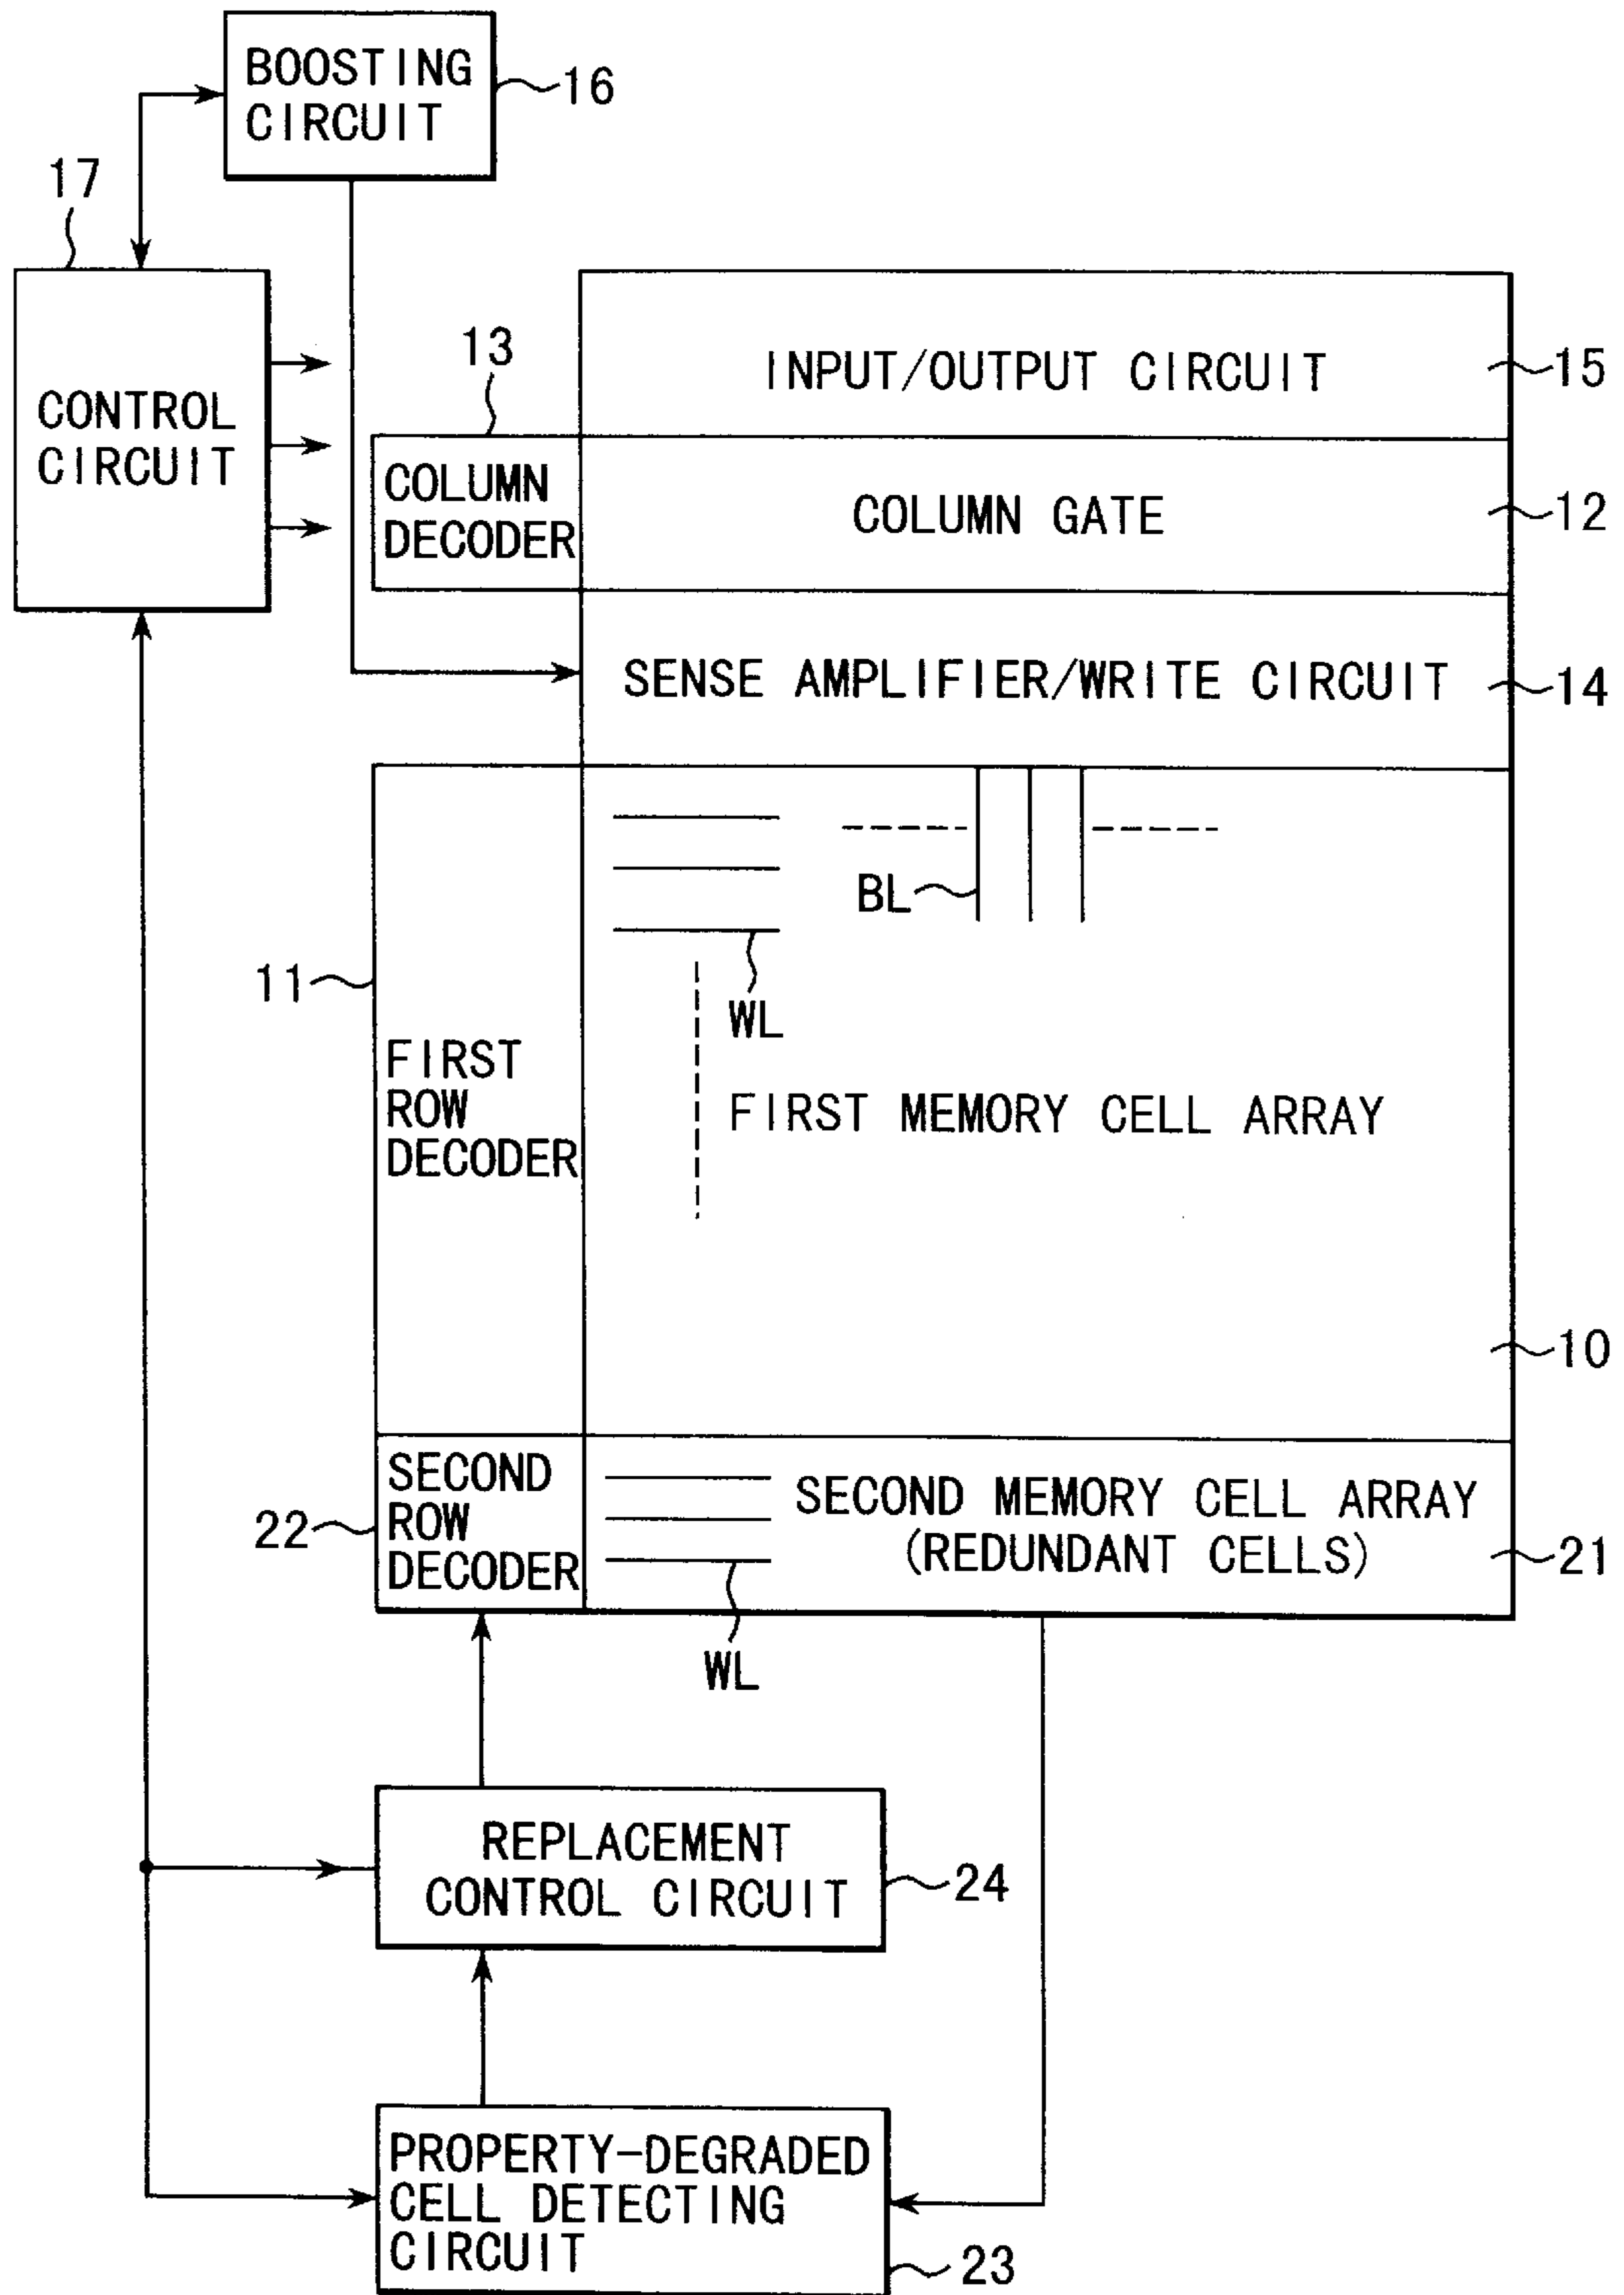 BOOSTING
CIRCUIT
16
17
CONTROL
CIRCUIT
13
INPUT/OUTPUT CIRCUIT
15
COLUMN
DECODER
COLUMN GATE
12
SENSE AMPLIFIER/WRITE CIRCUIT
14
BL
WL
11
FIRST
ROW
DECODER
FIRST MEMORY CELL ARRAY
10
SECOND
ROW
DECODER
22
SECOND MEMORY CELL ARRAY
(REDUNDANT CELLS)
21
WL
REPLACEMENT
CONTROL CIRCUIT
24
PROPERTY-DEGRADED
CELL DETECTING
CIRCUIT
23